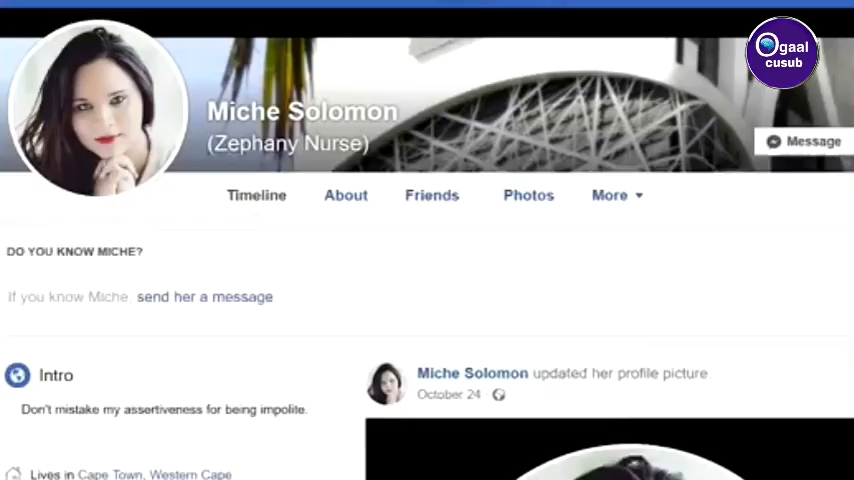 Ogaal
cusub
Miche Solomon
(Zephany Nurse)
Message
Timeline About Friends Photos More
DO YOU KNOW MICHE?
If you know Miche send her a message
Intro
Miche Solomon updated her profile picture.
October 24
Don't mistake my assertiveness for being impolite.
Lives in Cape Town, Western Cape